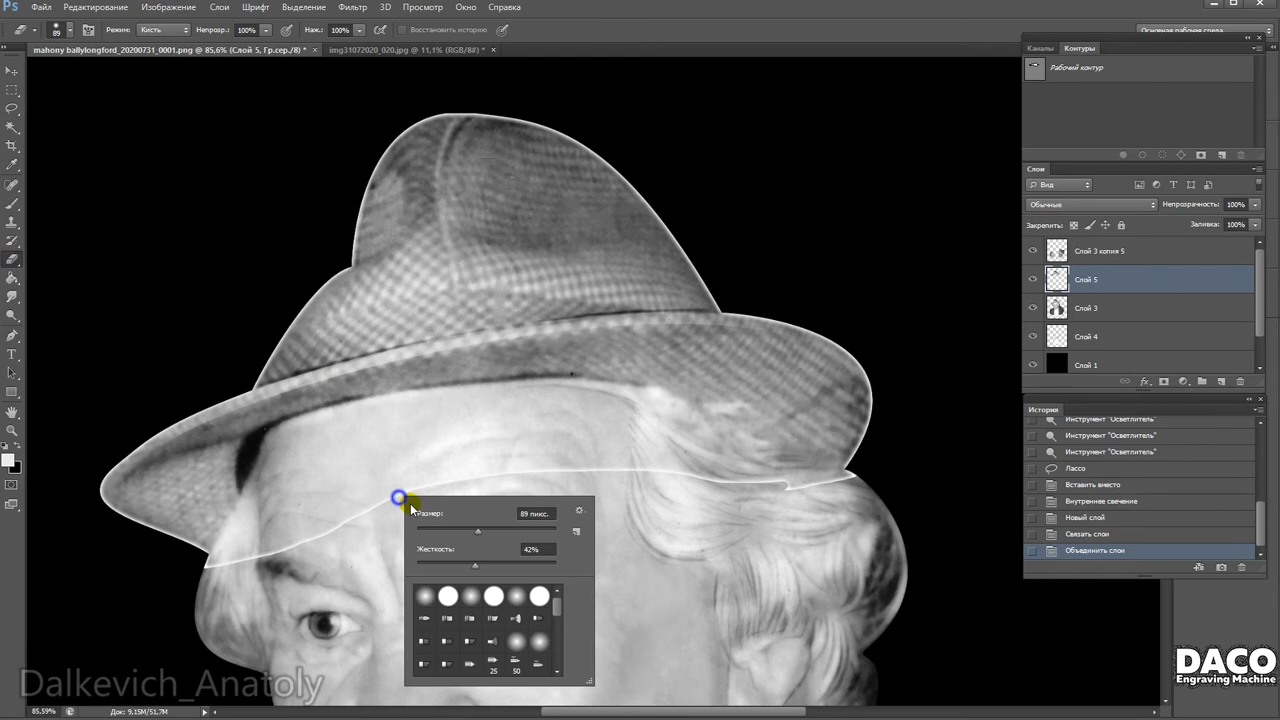 Ps Файл Редактирование Изображение Слои Шрифт Выделение Фильтр 3D Просмотр Окно Справка
89 Режим: Кисть Непрозр.: 100% Наж.: 100% Восстановить историю
Основная рабочая среда
mahony ballylongford_20200731_0001.png @ 85,6% (Слой 5, Гр.сер./8) * × img31072020_020.jpg @ 11,1% (RGB/8#) * ×
Каналы Контуры
Рабочий контур
Слои
Вид
Обычные Непрозрачность: 100%
Закрепить: Заливка: 100%
Слой 3 копия 5
Слой 5
Слой 3
Слой 4
Слой 1
История
Инструмент "Осветлитель"
Инструмент "Осветлитель"
Инструмент "Осветлитель"
Лассо
Вставить вместо
Внутреннее свечение
Новый слой
Связать слои
Объединить слои
Размер: 89 пикс.
Жесткость: 42%
25 50
Dalkevich_Anatoly
DACO
Engraving Machine
85,59% Док: 9,15M/51,7M